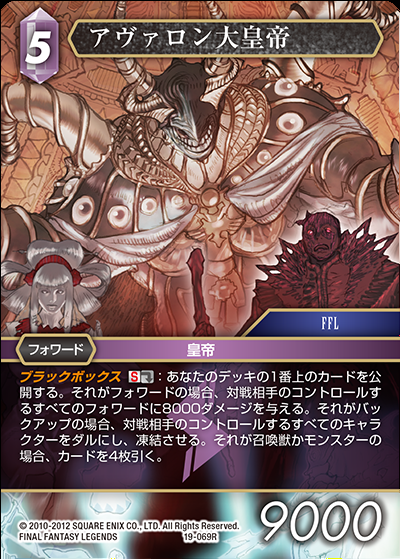 5
アヴァロン大皇帝
FFL
フォワード
皇帝
ブラックボックス S：あなたのデッキの1番上のカードを公
開する。それがフォワードの場合、対戦相手のコントロールす
るすべてのフォワードに8000ダメージを与える。それがバッ
クアップの場合、対戦相手のコントロールするすべてのキャラ
クターをダルにし、凍結させる。それが召喚獣かモンスターの
場合、カードを4枚引く。
© 2010-2012 SQUARE ENIX CO., LTD. All Rights Reserved.
FINAL FANTASY LEGENDS 19-069R
9000